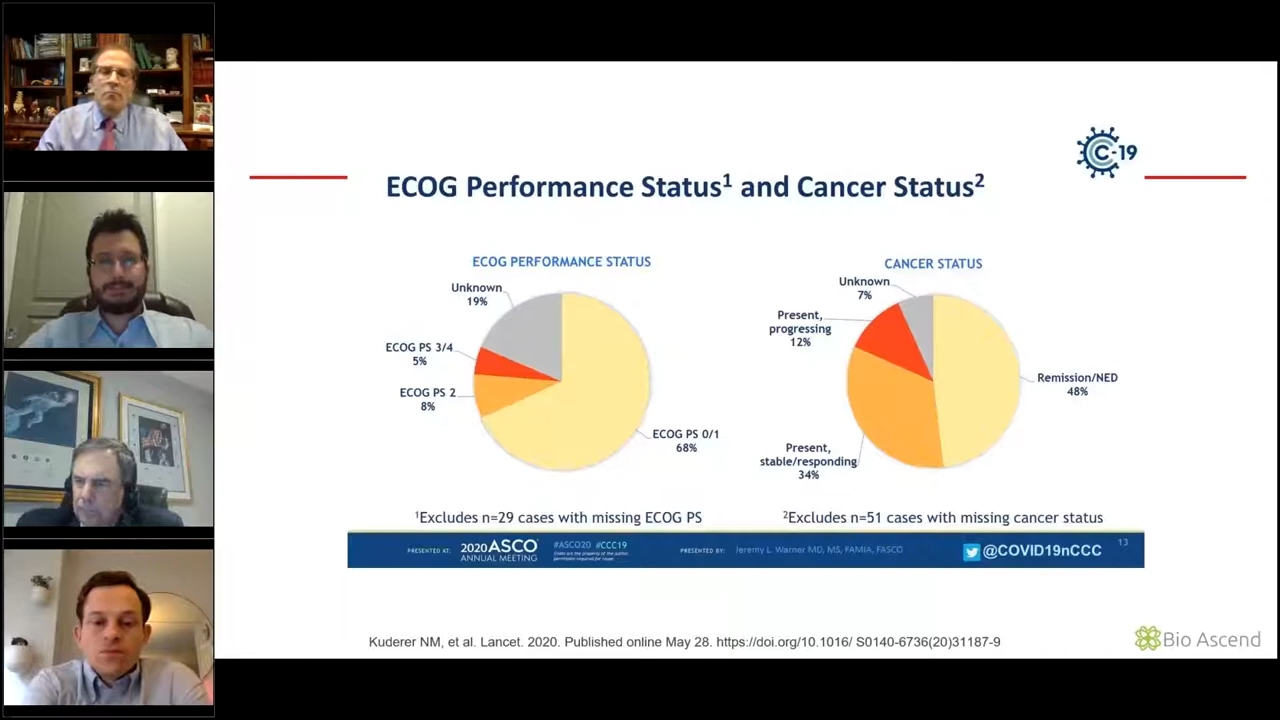 C-19
ECOG Performance Status¹ and Cancer Status²
ECOG PERFORMANCE STATUS
Unknown
19%
ECOG PS 3/4
5%
ECOG PS 2
8%
ECOG PS 0/1
68%
¹Excludes n=29 cases with missing ECOG PS
CANCER STATUS
Unknown
7%
Present,
progressing
12%
Remission/NED
48%
Present,
stable/responding
34%
²Excludes n=51 cases with missing cancer status
PRESENTED AT:
2020 ASCO
ANNUAL MEETING
#ASCO20 #CCC19
Slides are the property of the author,
permission required for reuse.
PRESENTED BY:
Jeremy L. Warner MD, MS, FAMIA, FASCO
@COVID19nCCC
13
Kuderer NM, et al. Lancet. 2020. Published online May 28. https://doi.org/10.1016/ S0140-6736(20)31187-9
Bio Ascend